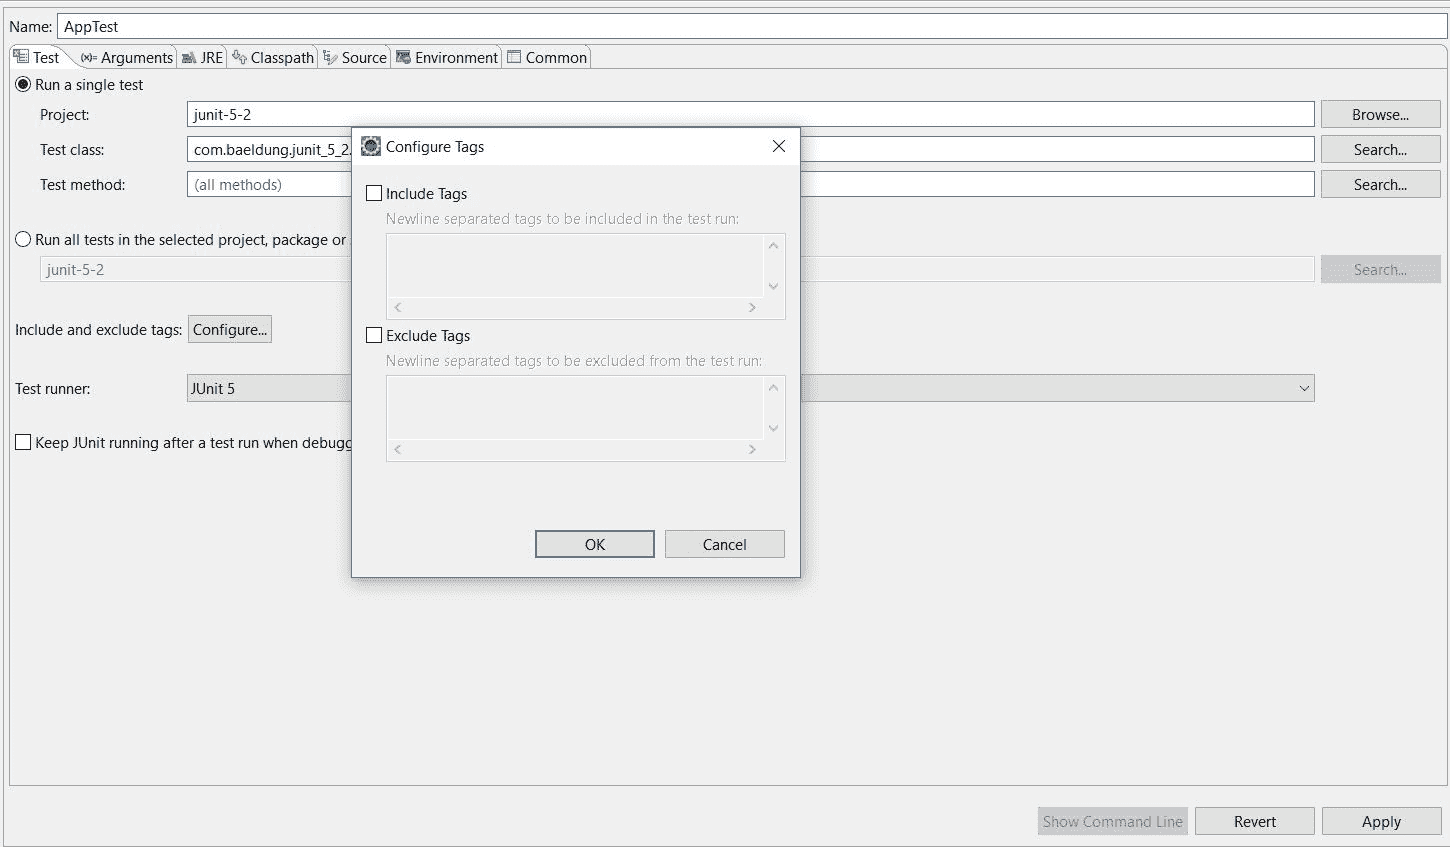 Name: AppTest
Test (x)= Arguments JRE Classpath Source Environment Common
Run a single test
Project: junit-5-2 Browse...
Test class: com.baeldung.junit_5_2. Search...
Test method: (all methods) Search...
Run all tests in the selected project, package or
junit-5-2 Search...
Include and exclude tags: Configure...
Test runner: JUnit 5
Keep JUnit running after a test run when debugg
Configure Tags
Include Tags
Newline separated tags to be included in the test run:
Exclude Tags
Newline separated tags to be excluded from the test run:
OK Cancel
Show Command Line Revert Apply